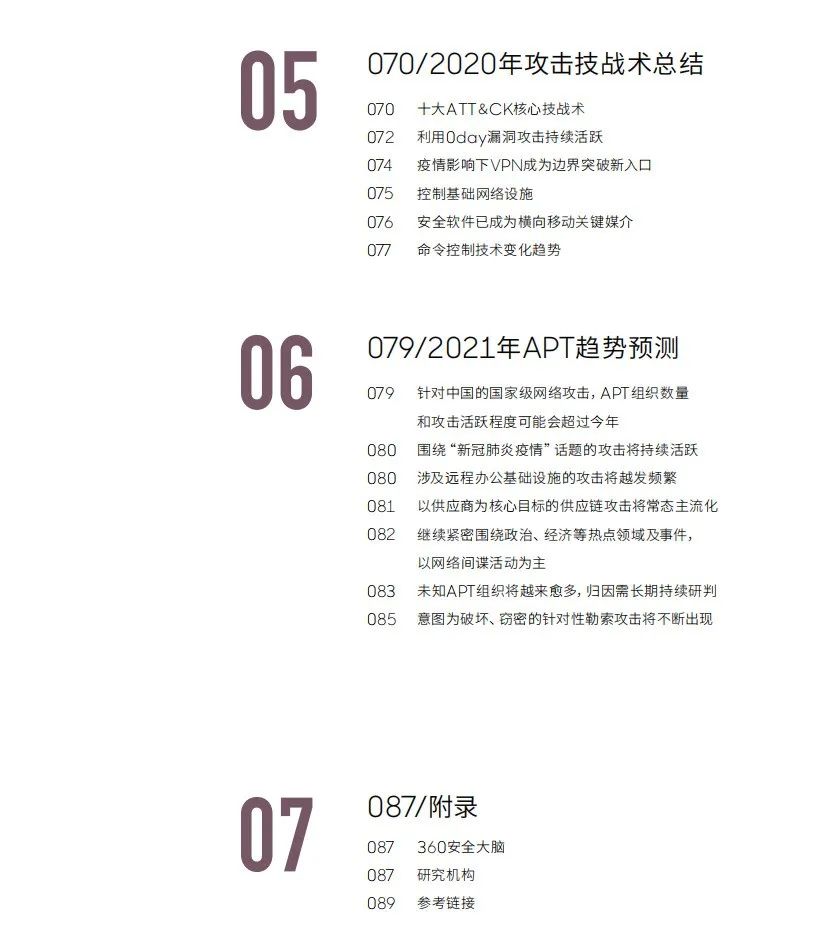 05
070/2020年攻击技战术总结
070 十大ATT&CK核心技战术
072 利用0day漏洞攻击持续活跃
074 疫情影响下VPN成为边界突破新入口
075 控制基础网络设施
076 安全软件已成为横向移动关键媒介
077 命令控制技术变化趋势
06
079/2021年APT趋势预测
079 针对中国的国家级网络攻击，APT组织数量
和攻击活跃程度可能会超过今年
080 围绕“新冠肺炎疫情”话题的攻击将持续活跃
080 涉及远程办公基础设施的攻击将越发频繁
081 以供应商为核心目标的供应链攻击将常态主流化
082 继续紧密围绕政治、经济等热点领域及事件，
以网络间谍活动为主
083 未知APT组织将越来愈多，归因需长期持续研判
085 意图为破坏、窃密的针对性勒索攻击将不断出现
07
087/附录
087 360安全大脑
087 研究机构
089 参考链接